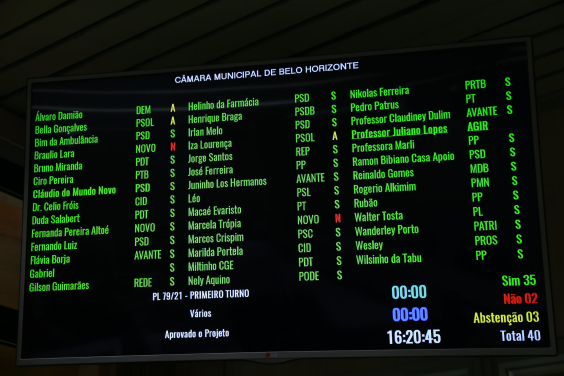 CÂMARA MUNICIPAL DE BELO HORIZONTE
Álvaro Damião DEM A Helinho da Farmácia PSD S Nikolas Ferreira PRTB S
Bella Gonçalves PSOL A Henrique Braga PSDB S Pedro Patrus PT S
Bim da Ambulância PSD S Irlan Melo PSD S Professor Claudiney Dulim AVANTE S
Braulio Lara NOVO N Iza Lourença PSOL A Professor Juliano Lopes AGIR
Bruno Miranda PDT S Jorge Santos REP S Professora Marli PP S
Ciro Pereira PTB S José Ferreira PP S Ramon Bibiano Casa Apoio PSD S
Cláudio do Mundo Novo PSD S Juninho Los Hermanos AVANTE S Reinaldo Gomes MDB S
Dr. Celio Fróis CID S Léo PSL S Rogerio Alkimim PMN S
Duda Salabert PDT S Macaé Evaristo PT S Rubão PP S
Fernanda Pereira Altoé NOVO S Marcela Trópia NOVO N Walter Tosta PL S
Fernando Luiz PSD S Marcos Crispim PSC S Wanderley Porto PATRI S
Flávia Borja AVANTE S Marilda Portela CID S Wesley PROS S
Gabriel S Miltinho CGE PDT S Wilsinho da Tabu PP S
Gilson Guimarães REDE S Nely Aquino PODE S
PL 79/21 - PRIMEIRO TURNO
Vários
Aprovado o Projeto
00:00
00:00
16:20:45
Sim 35
Não 02
Abstenção 03
Total 40